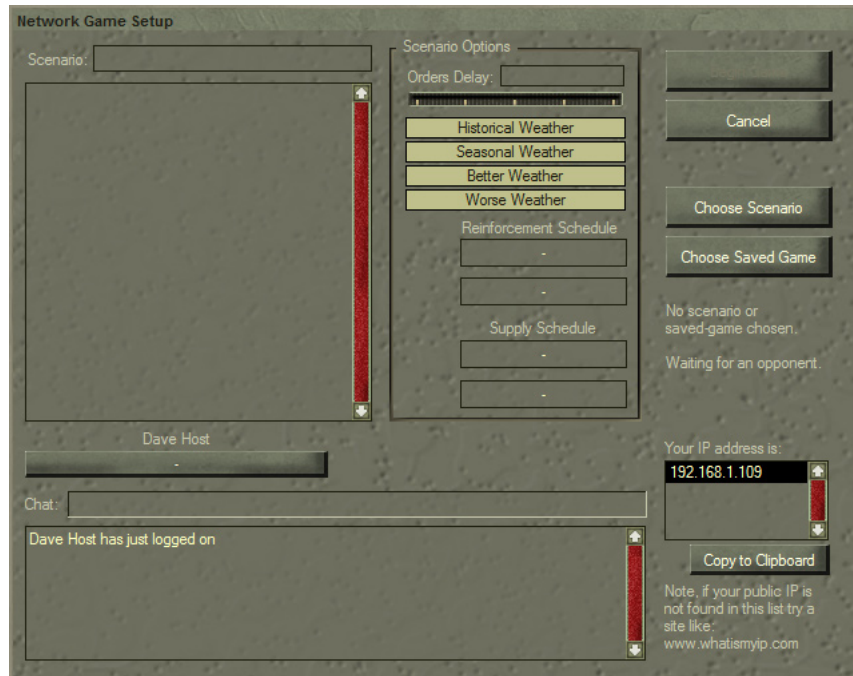 Network Game Setup
Scenario:
Scenario Options
Orders Delay:
Historical Weather
Seasonal Weather
Better Weather
Worse Weather
Reinforcement Schedule
-
-
Supply Schedule
-
-
Cancel
Choose Scenario
Choose Saved Game
No scenario or
saved-game chosen.
Waiting for an opponent.
Dave Host
-
Chat:
Dave Host has just logged on
Your IP address is:
192.168.1.109
Copy to Clipboard
Note, if your public IP is
not found in this list try a
site like:
www.whatismyip.com